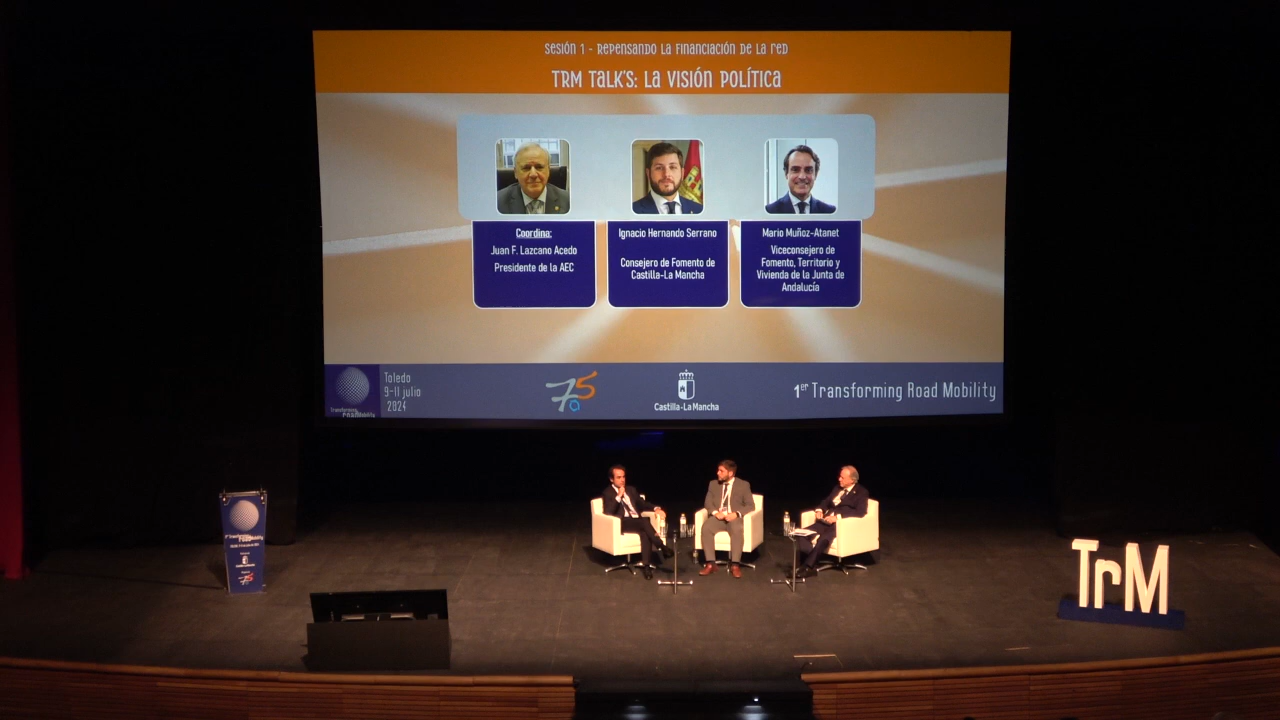 SESIÓN 1 - REPENSANDO LA FINANCIACIÓN DE LA RED
TRM TALK'S: LA VISIÓN POLÍTICA
Coordina:
Juan F. Lazcano Acedo
Presidente de la AEC
Ignacio Hernando Serrano
Consejero de Fomento de
Castilla-La Mancha
Mario Muñoz-Atanet
Viceconsejero de
Fomento, Territorio y
Vivienda de la Junta de
Andalucía
Transforming
RoadMobility
Toledo
9-11 julio
2024
75
Castilla-La Mancha
1er Transforming Road Mobility
75
TrM